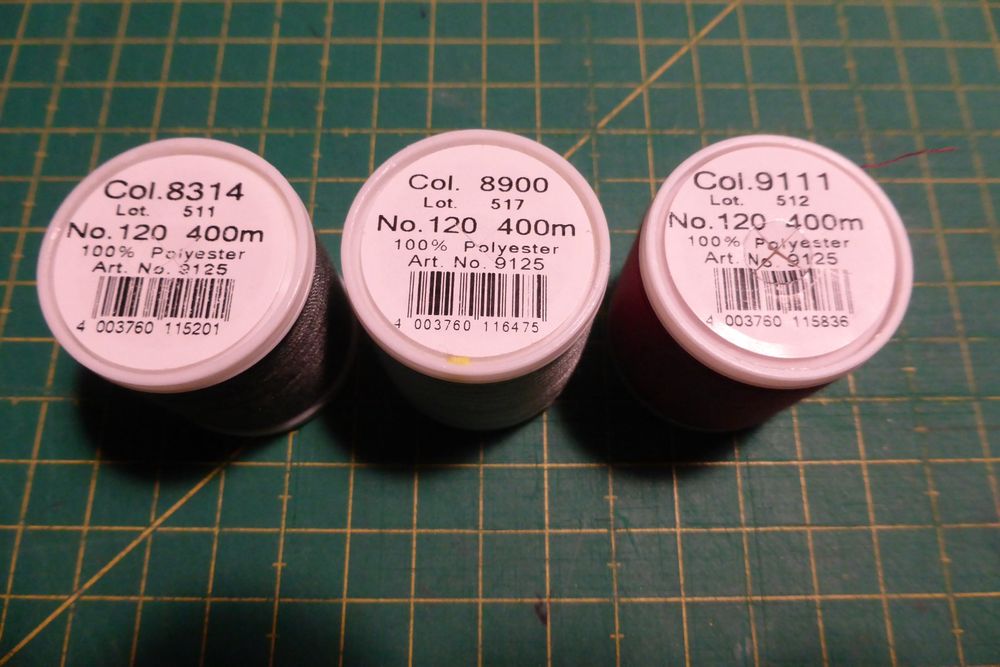 Col.8314
Lot. 511
No.120 400m
100% Polyester
Art. No. 9125
4 003760 115201
Col. 8900
Lot. 517
No.120 400m
100% Polyester
Art. No. 9125
4 003760 116475
Col.9111
Lot. 512
No.120 400m
100% Polyester
Art. No. 9125
4 003760 115836